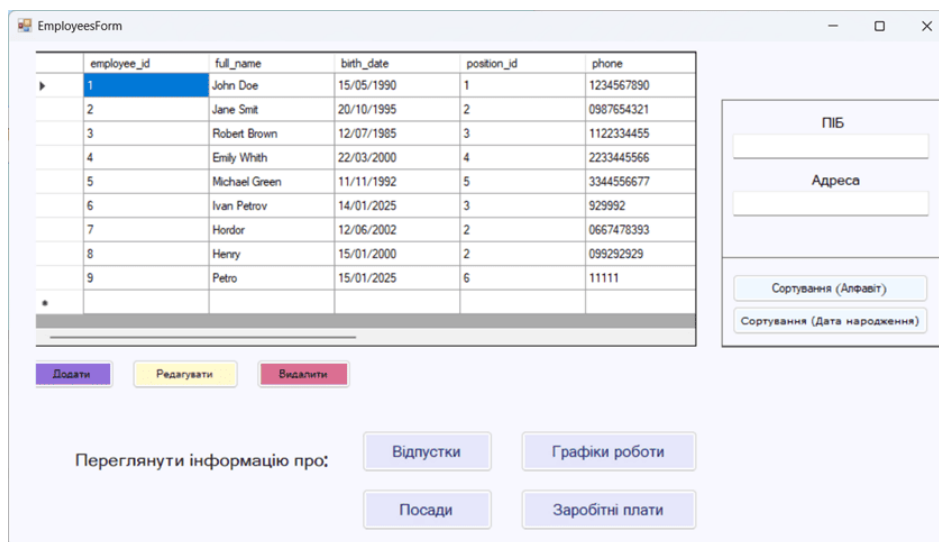 EmployeesForm
employee_id full_name birth_date position_id phone
1 John Doe 15/05/1990 1 1234567890
2 Jane Smit 20/10/1995 2 0987654321
3 Robert Brown 12/07/1985 3 1122334455
4 Emily Whith 22/03/2000 4 2233445566
5 Michael Green 11/11/1992 5 3344556677
6 Ivan Petrov 14/01/2025 3 929992
7 Hordor 12/06/2002 2 0667478393
8 Henry 15/01/2000 2 099292929
9 Petro 15/01/2025 6 11111
ПІБ
Адреса
Сортування (Алфавіт)
Сортування (Дата народження)
Додати Редагувати Видалити
Переглянути інформацію про:
Відпустки Графіки роботи
Посади Заробітні плати